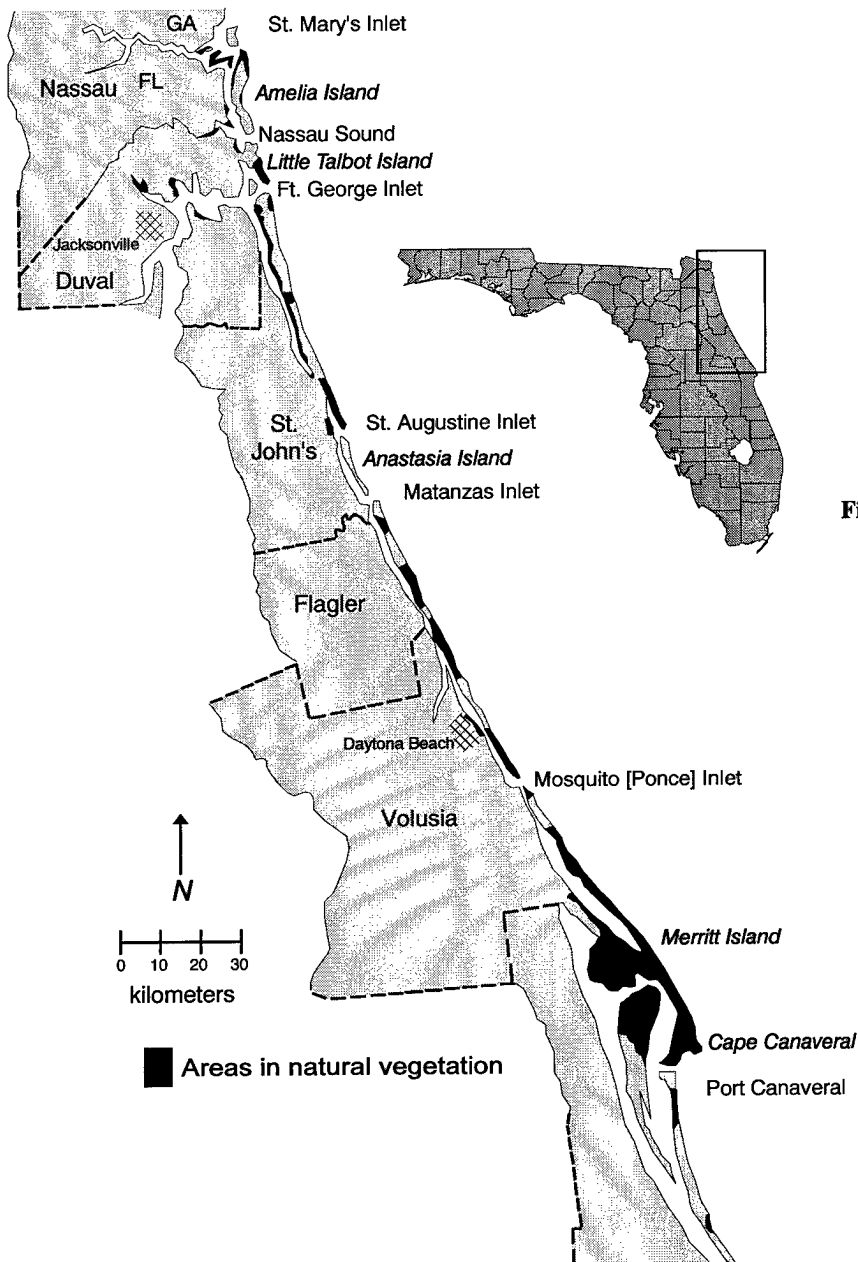 GA
St. Mary's Inlet
Nassau
FL
Amelia Island
Nassau Sound
Little Talbot Island
Ft. George Inlet
Jacksonville
Duval
St.
John's
St. Augustine Inlet
Anastasia Island
Matanzas Inlet
Fi
Flagler
Daytona Beach
Mosquito [Ponce] Inlet
Volusia
N
0 10 20 30
kilometers
Merritt Island
Cape Canaveral
Areas in natural vegetation
Port Canaveral